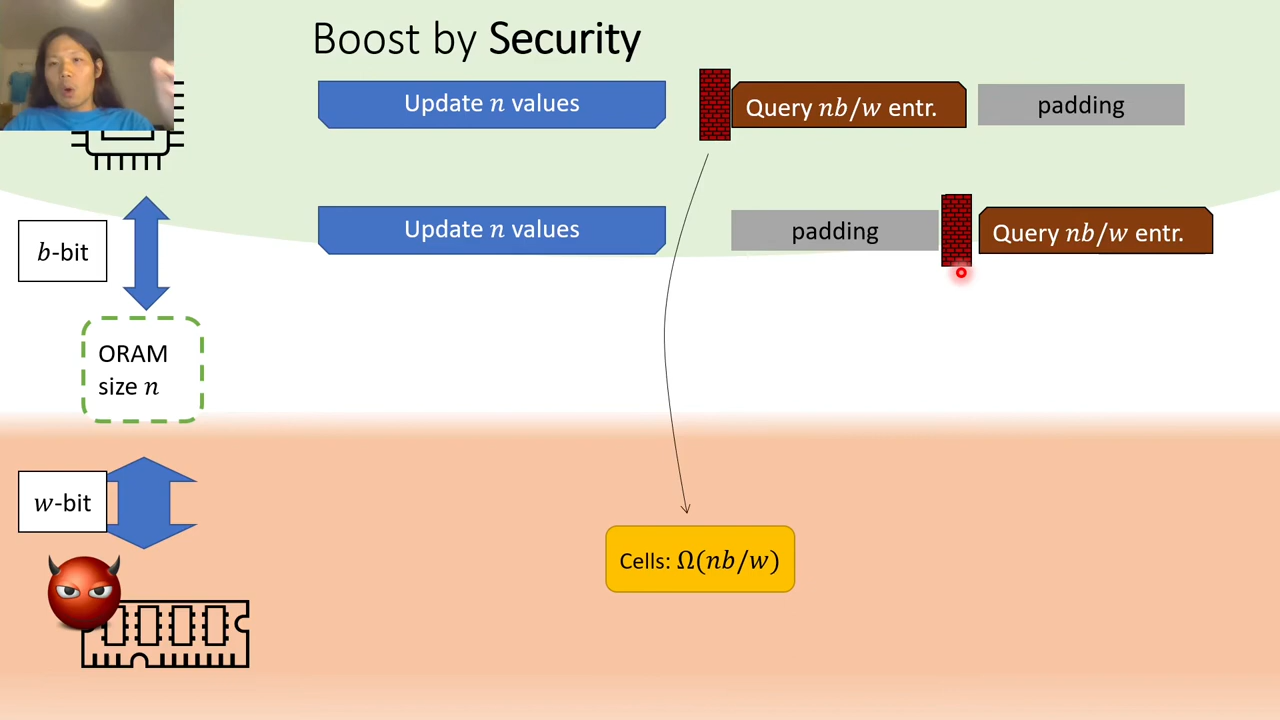 Boost by Security
Update n values
Query nb/w entr.
padding
Update n values
padding
Query nb/w entr.
b-bit
ORAM
size n
w-bit
Cells: Ω(nb/w)